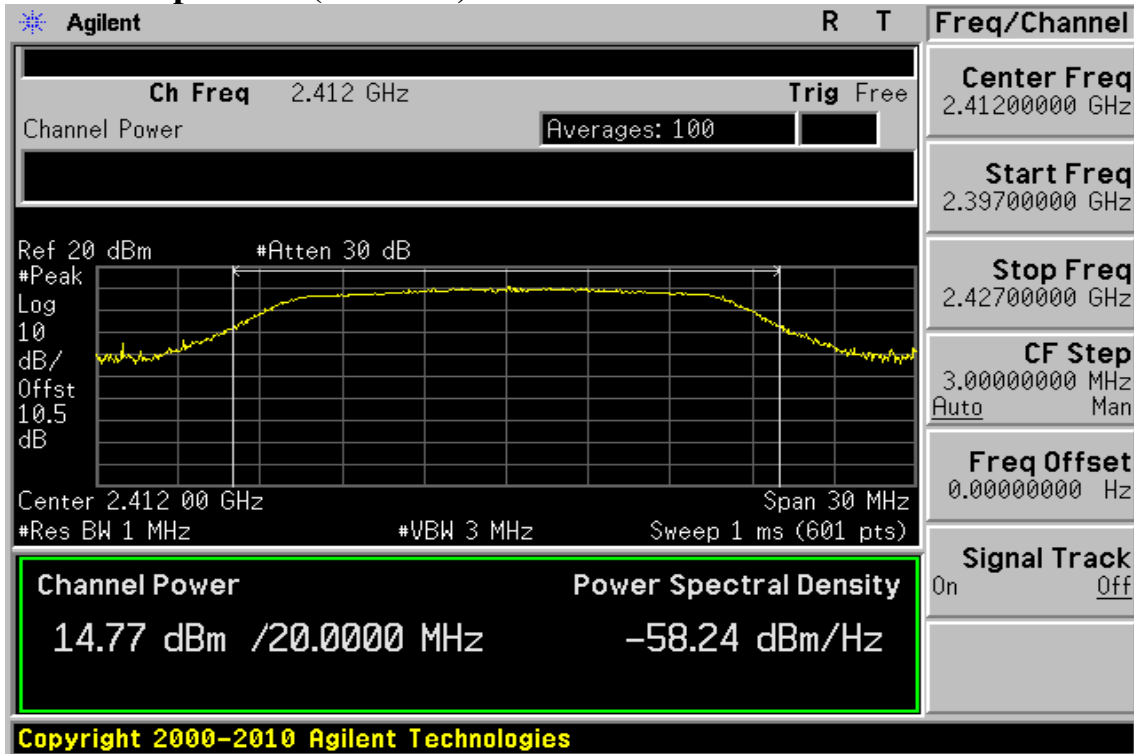 Agilent R T
Freq/Channel
Ch Freq 2.412 GHz Trig Free
Channel Power Averages: 100
Ref 20 dBm #Atten 30 dB
#Peak
Log
10
dB/
Offst
10.5
dB
Center 2.412 00 GHz Span 30 MHz
#Res BW 1 MHz #VBW 3 MHz Sweep 1 ms (601 pts)
Channel Power Power Spectral Density
14.77 dBm /20.0000 MHz -58.24 dBm/Hz
Center Freq
2.41200000 GHz
Start Freq
2.39700000 GHz
Stop Freq
2.42700000 GHz
CF Step
3.00000000 MHz
Auto Man
Freq Offset
0.00000000 Hz
Signal Track
On Off
Copyright 2000-2010 Agilent Technologies